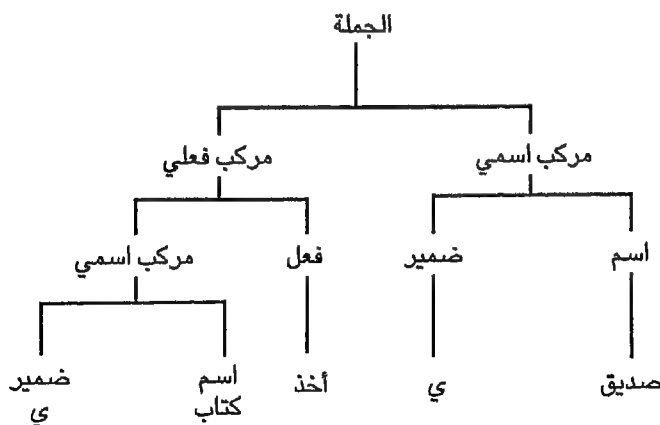 الجملة
مركب اسمي مركب فعلي
اسم ضمير فعل مركب اسمي
صديق ي أخذ اسم ضمير
كتاب ي